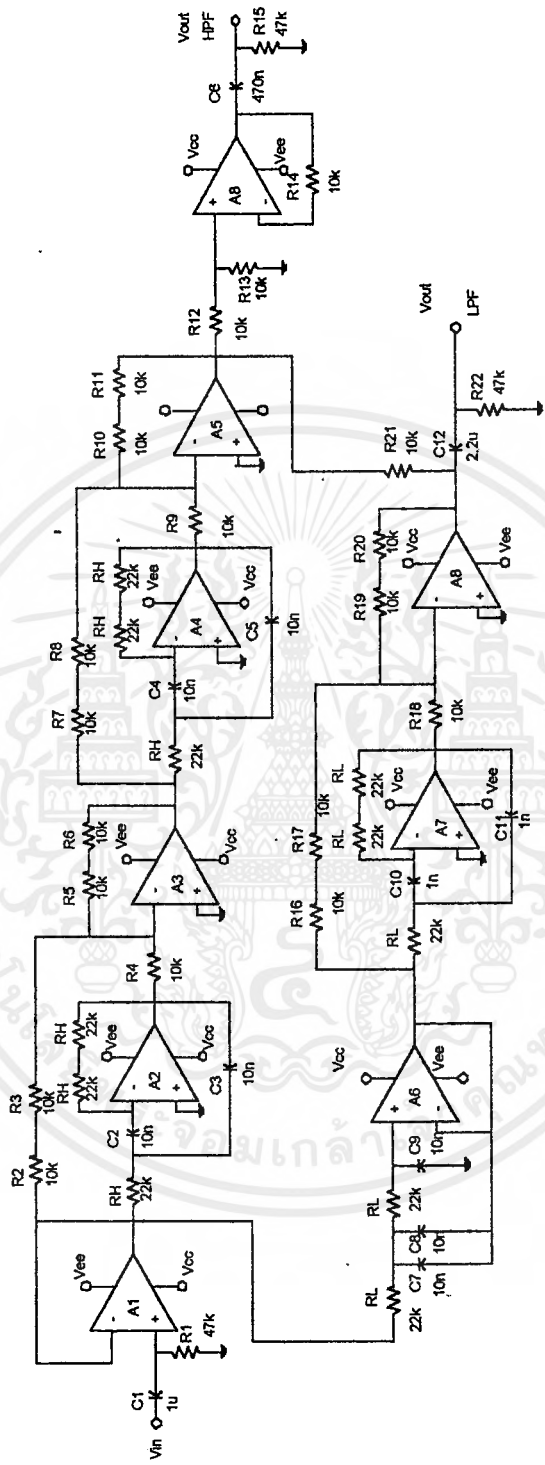 Vin
C1
1u
R1
47k
A1
-
+
Vee
Vcc
R2
10k
R3
10k
RH
22k
C2
10n
RH
22k
RH
22k
A2
-
+
Vee
Vcc
C3
10n
R4
10k
R5
10k
R6
10k
A3
-
+
Vee
Vcc
R7
10k
R8
10k
RH
22k
C4
10n
RH
22k
RH
22k
A4
-
+
Vee
Vcc
C5
10n
R9
10k
R10
10k
R11
10k
A5
-
+
R12
10k
R13
10k
A8
+
-
Vcc
Vee
R14
10k
C6
470n
Vout
HPF
R15
47k
RL
22k
C7
10n
C8
10n
RL
22k
C9
10n
A6
+
-
Vcc
Vee
R16
10k
R17
10k
RL
22k
C10
1n
RL
22k
RL
22k
A7
-
+
Vcc
Vee
C11
1n
R18
10k
R19
10k
R20
10k
A8
-
+
Vcc
Vee
R21
10k
C12
2.2u
R22
47k
Vout
LPF